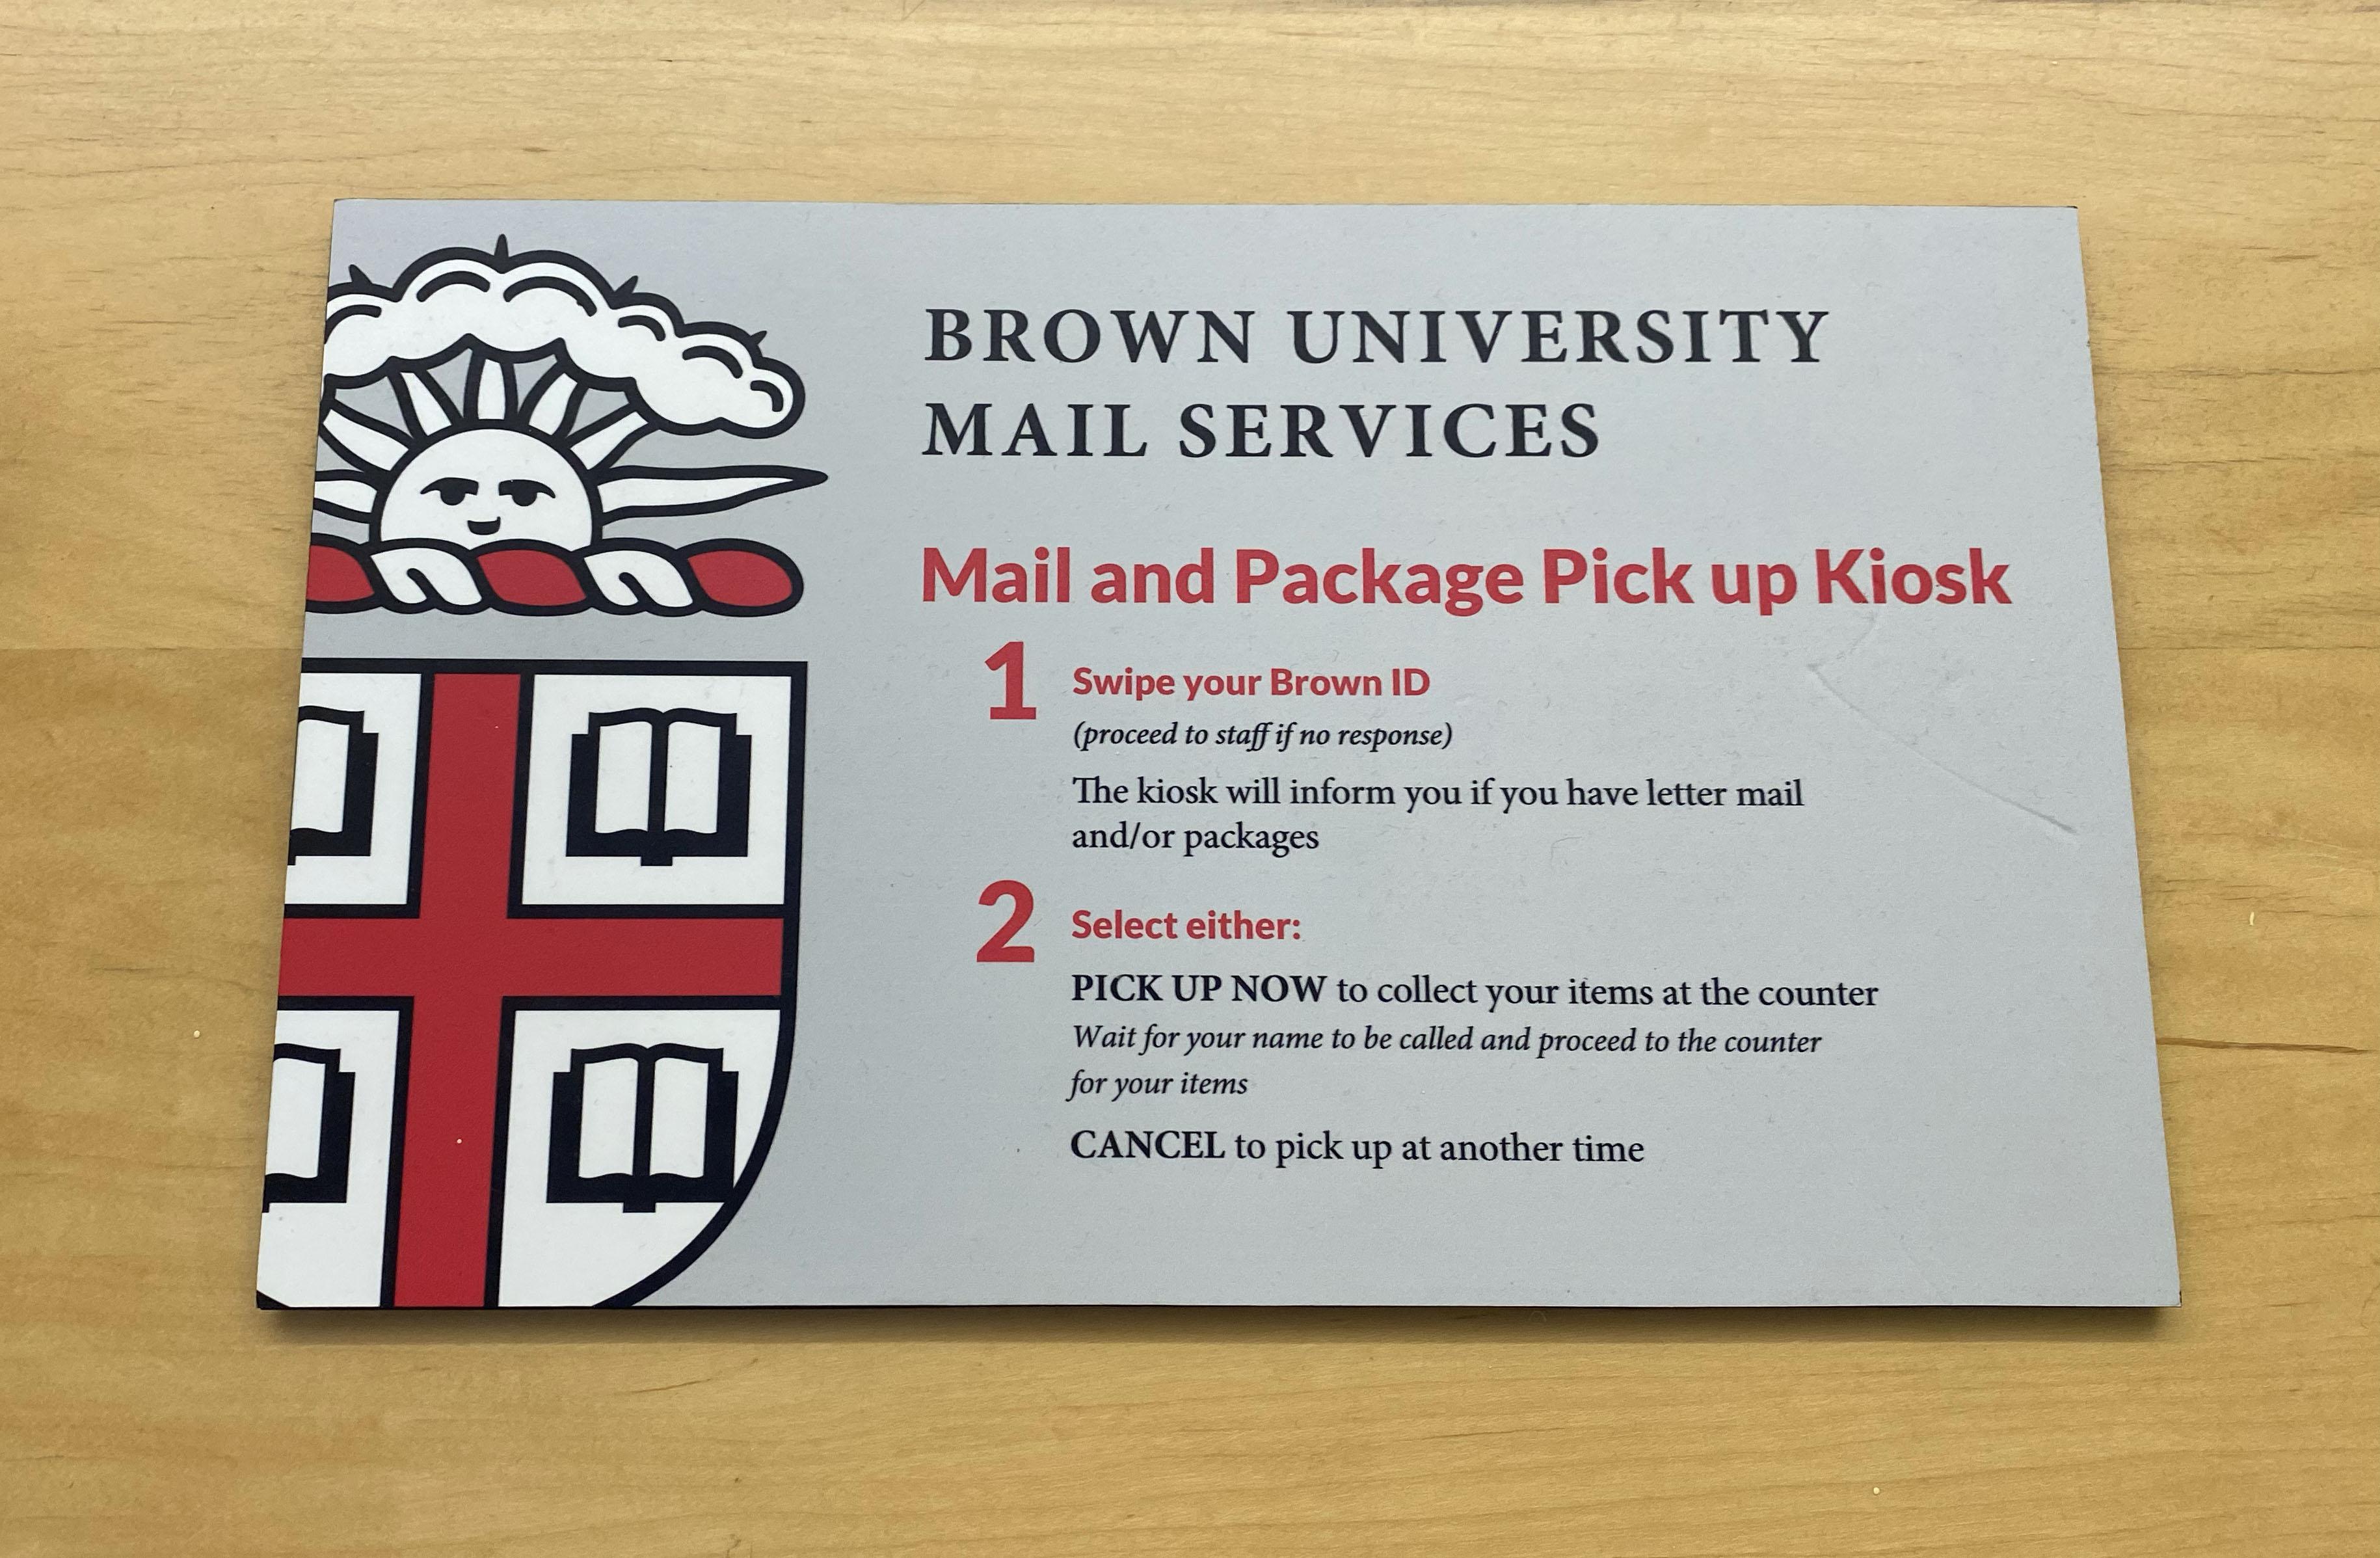 BROWN UNIVERSITY
MAIL SERVICES
Mail and Package Pick up Kiosk
1 Swipe your Brown ID
(proceed to staff if no response)
The kiosk will inform you if you have letter mail
and/or packages
2 Select either:
PICK UP NOW to collect your items at the counter
Wait for your name to be called and proceed to the counter
for your items
CANCEL to pick up at another time